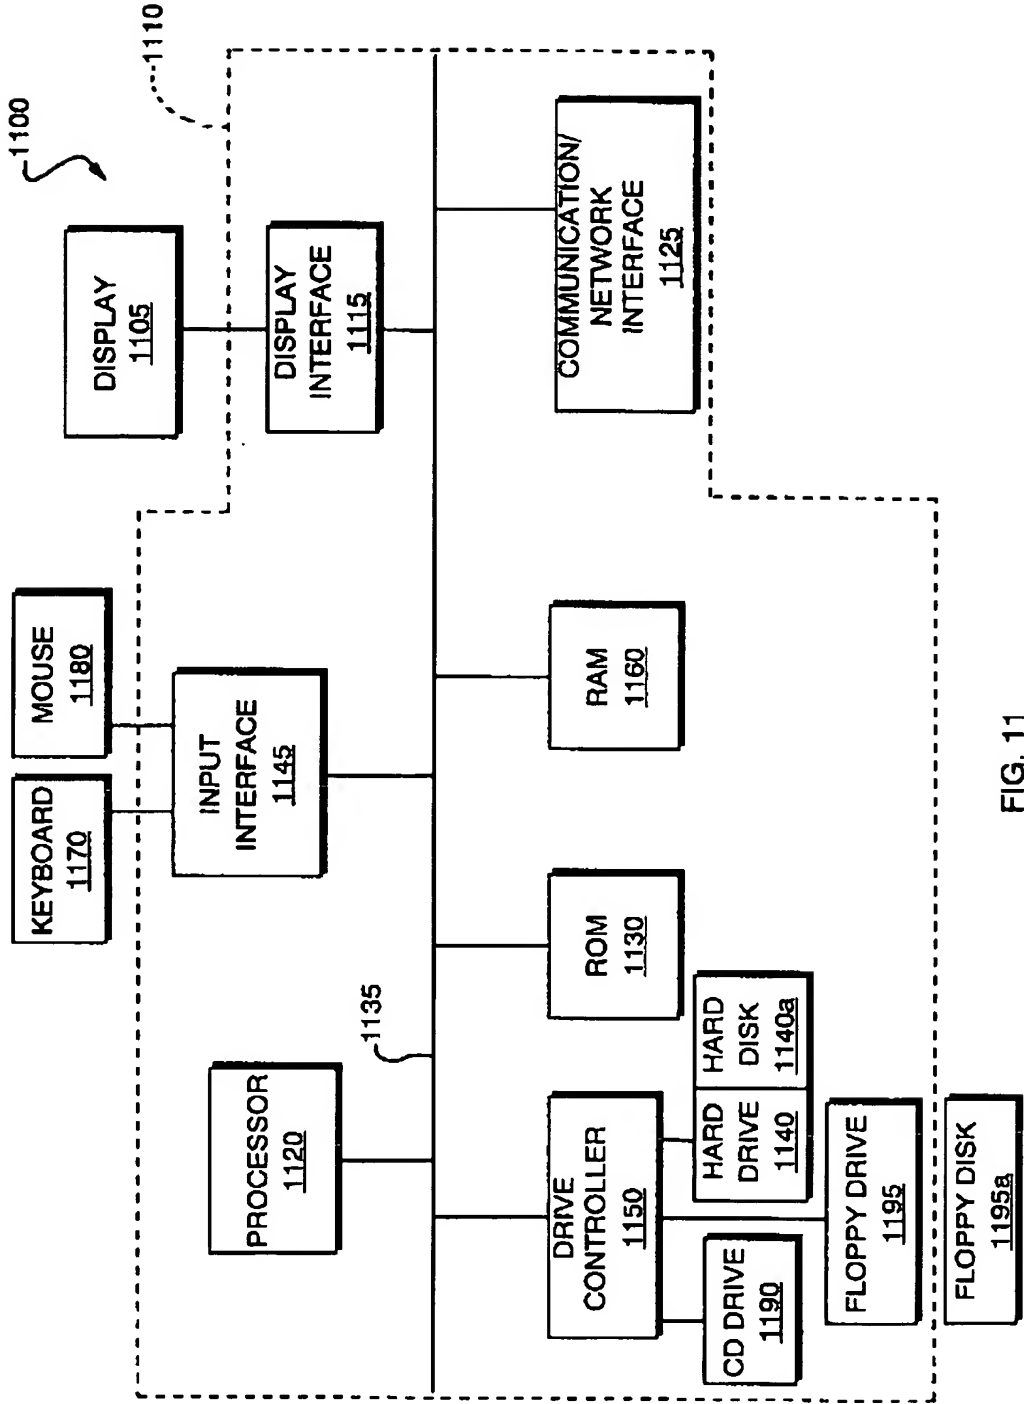 1100
1110
DISPLAY
1105
DISPLAY
INTERFACE
1115
MOUSE
1180
KEYBOARD
1170
INPUT
INTERFACE
1145
PROCESSOR
1120
1135
COMMUNICATION/
NETWORK
INTERFACE
1125
RAM
1160
ROM
1130
DRIVE
CONTROLLER
1150
HARD
DRIVE
1140
HARD
DISK
1140a
CD DRIVE
1190
FLOPPY DRIVE
1195
FLOPPY DISK
1195a
FIG. 11